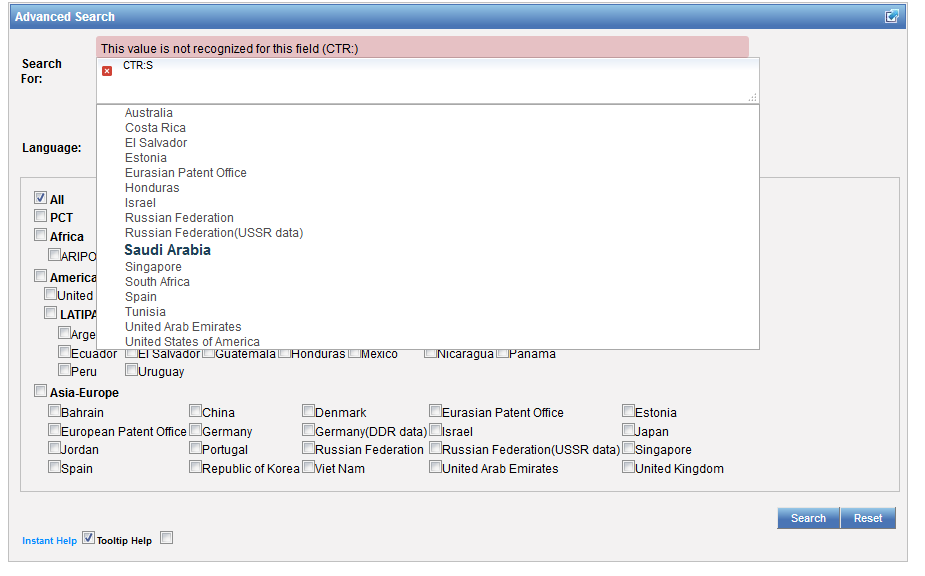 Advanced Search
This value is not recognized for this field (CTR:)
Search For:
CTR:S
Australia
Costa Rica
El Salvador
Estonia
Eurasian Patent Office
Honduras
Israel
Russian Federation
Russian Federation(USSR data)
Saudi Arabia
Singapore
South Africa
Spain
Tunisia
United Arab Emirates
United States of America
Language:
All
PCT
Africa
ARIPO
America
United
LATIPA
Arge
Ecuador El Salvador Guatemala Honduras Mexico Nicaragua Panama
Peru Uruguay
Asia-Europe
Bahrain China Denmark Eurasian Patent Office Estonia
European Patent Office Germany Germany(DDR data) Israel Japan
Jordan Portugal Russian Federation Russian Federation(USSR data) Singapore
Spain Republic of Korea Viet Nam United Arab Emirates United Kingdom
Search Reset
Instant Help Tooltip Help